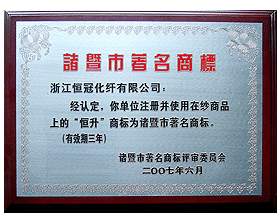 諸暨市著名商標
浙江恒冠化纤有限公司：
经认定，你单位注册并使用在纱商品
上的“恒升”商标为诸暨市著名商标。
（有效期三年）
诸暨市著名商标评审委员会
二〇〇七年六月